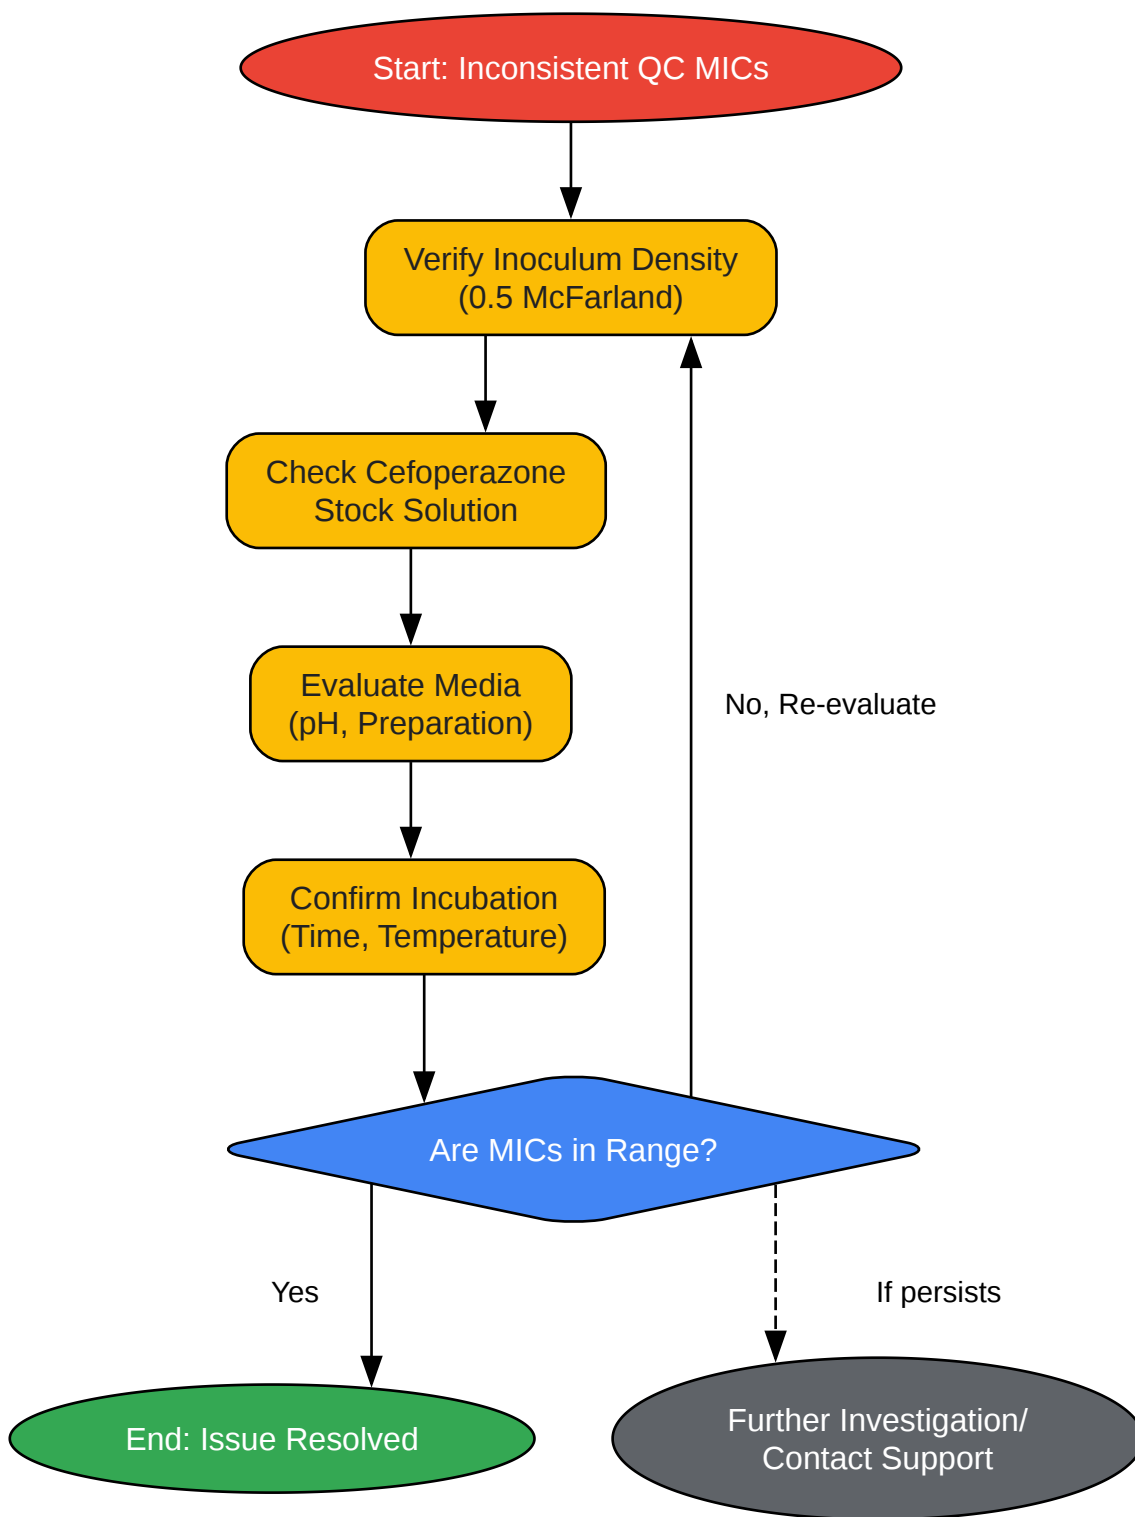 Start: Inconsistent QC MICs
Verify Inoculum Density
(0.5 McFarland)
Check Cefoperazone
Stock Solution
Evaluate Media
(pH, Preparation)
No, Re-evaluate
Confirm Incubation
(Time, Temperature)
Are MICs in Range?
Yes
If persists
End: Issue Resolved
Further Investigation/
Contact Support